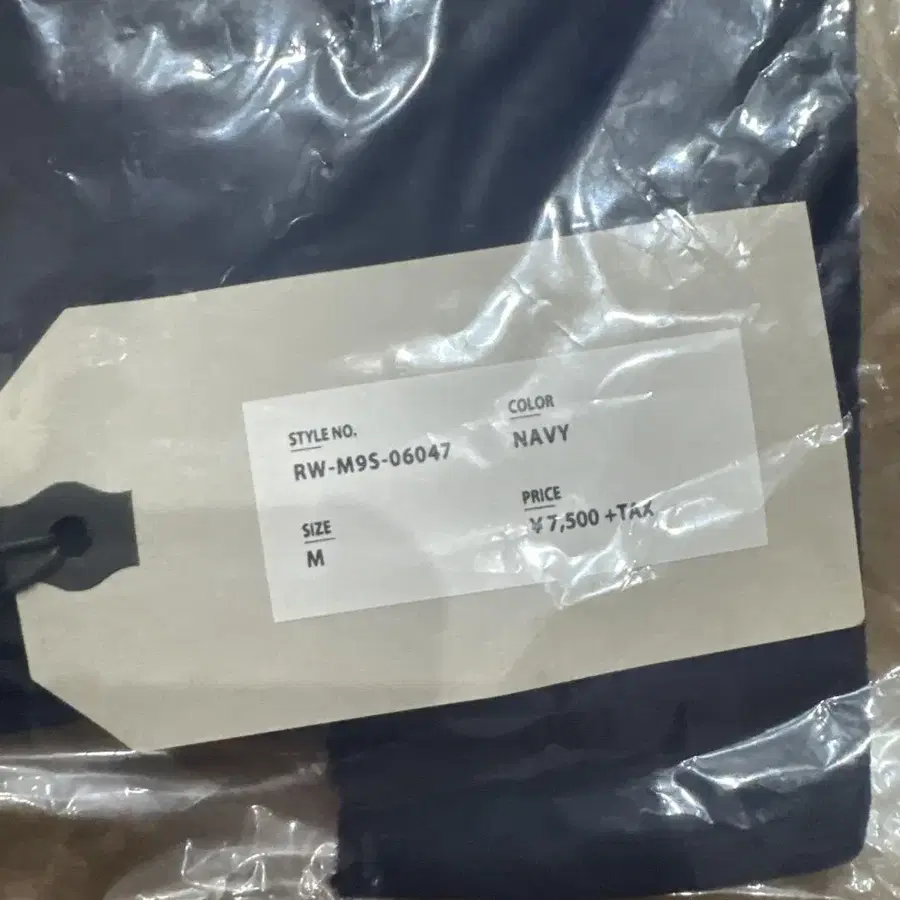 STYLE NO.
RW-M9S-06047
COLOR
NAVY
SIZE
M
PRICE
¥7,500 +TAX